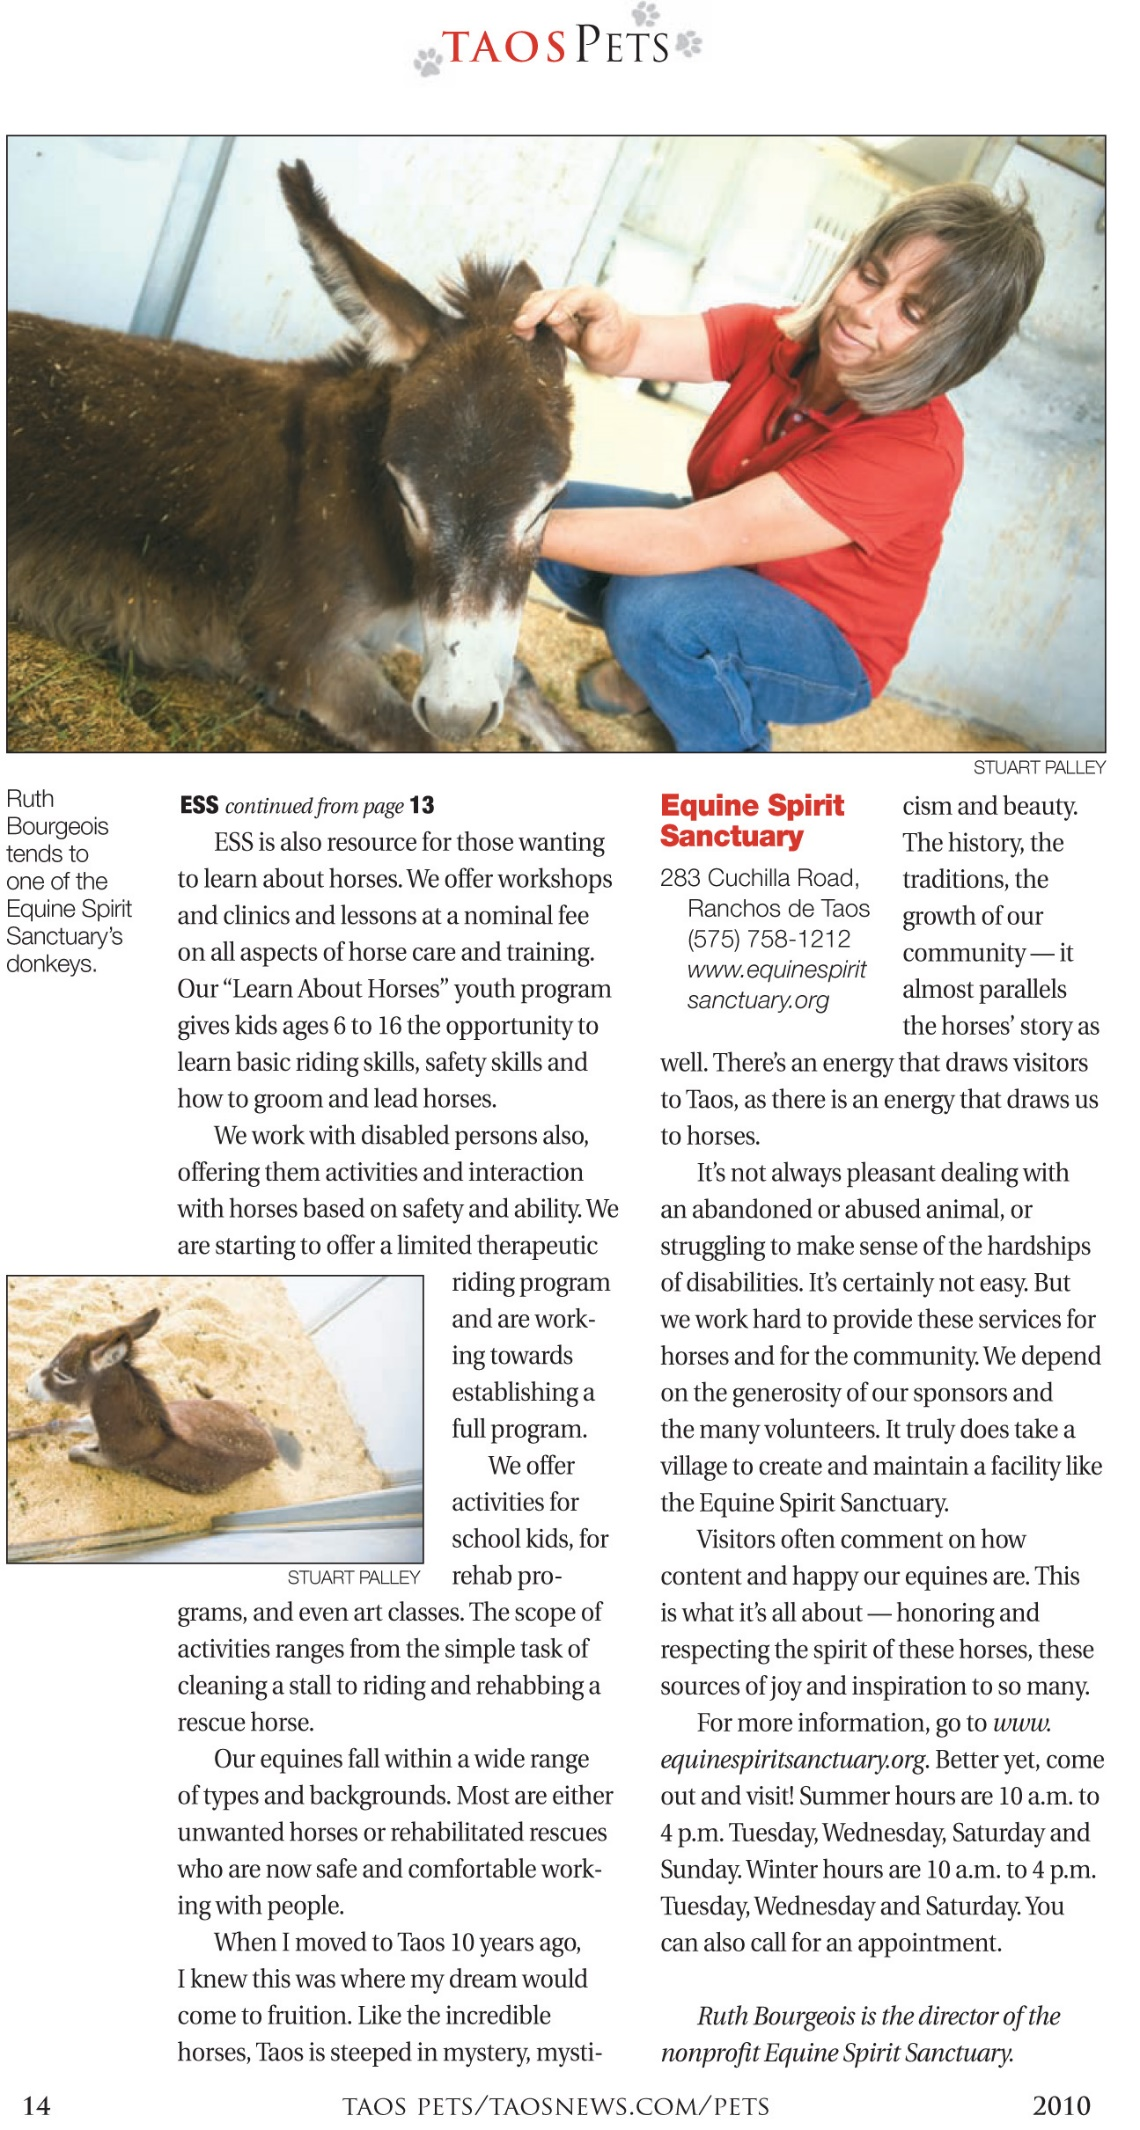 TAOS PETS
STUART PALLEY
Ruth
Bourgeois
tends to
one of the
Equine Spirit
Sanctuary's
donkeys.
ESS continued from page 13
ESS is also resource for those wanting
to learn about horses. We offer workshops
and clinics and lessons at a nominal fee
on all aspects of horse care and training.
Our “Learn About Horses” youth program
gives kids ages 6 to 16 the opportunity to
learn basic riding skills, safety skills and
how to groom and lead horses.
We work with disabled persons also,
offering them activities and interaction
with horses based on safety and ability. We
are starting to offer a limited therapeutic
riding program
and are work-
ing towards
establishing a
full program.
We offer
activities for
school kids, for
rehab pro-
STUART PALLEY
grams, and even art classes. The scope of
activities ranges from the simple task of
cleaning a stall to riding and rehabbing a
rescue horse.
Our equines fall within a wide range
of types and backgrounds. Most are either
unwanted horses or rehabilitated rescues
who are now safe and comfortable work-
ing with people.
When I moved to Taos 10 years ago,
I knew this was where my dream would
come to fruition. Like the incredible
horses, Taos is steeped in mystery, mysti-
Equine Spirit
Sanctuary
283 Cuchilla Road,
Ranchos de Taos
(575) 758-1212
www.equinespirit
sanctuary.org
cism and beauty.
The history, the
traditions, the
growth of our
community — it
almost parallels
the horses' story as
well. There's an energy that draws visitors
to Taos, as there is an energy that draws us
to horses.
It's not always pleasant dealing with
an abandoned or abused animal, or
struggling to make sense of the hardships
of disabilities. It's certainly not easy. But
we work hard to provide these services for
horses and for the community. We depend
on the generosity of our sponsors and
the many volunteers. It truly does take a
village to create and maintain a facility like
the Equine Spirit Sanctuary.
Visitors often comment on how
content and happy our equines are. This
is what it's all about — honoring and
respecting the spirit of these horses, these
sources of joy and inspiration to so many.
For more information, go to www.
equinespiritsanctuary.org. Better yet, come
out and visit! Summer hours are 10 a.m. to
4 p.m. Tuesday, Wednesday, Saturday and
Sunday. Winter hours are 10 a.m. to 4 p.m.
Tuesday, Wednesday and Saturday. You
can also call for an appointment.
Ruth Bourgeois is the director of the
nonprofit Equine Spirit Sanctuary.
14 TAOS PETS/TAOSNEWS.COM/PETS 2010